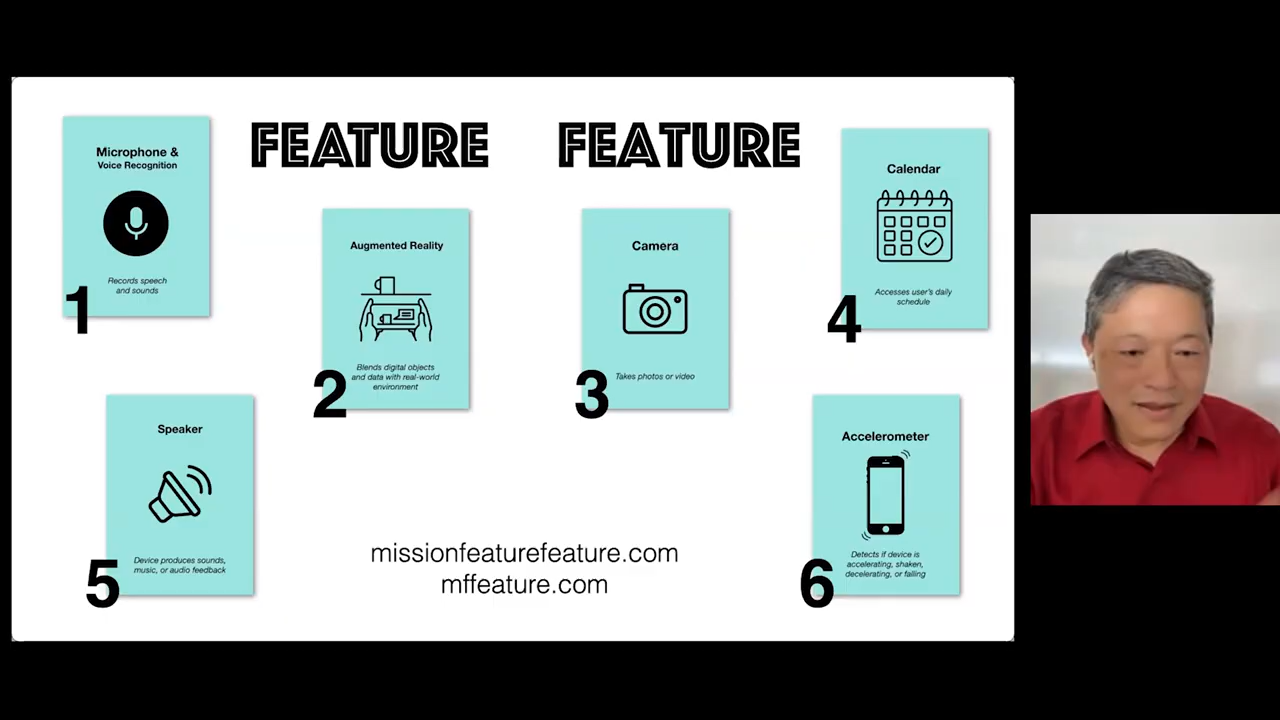 FEATURE FEATURE
Microphone &
Voice Recognition
Records speech
and sounds
1
Augmented Reality
Blends digital objects
and data with real-world
environment
2
Camera
Takes photos or video
3
Calendar
Accesses user's daily
schedule
4
Speaker
Device produces sounds,
music, or audio feedback
5
Accelerometer
Detects if device is
accelerating, shaken,
decelerating, or falling
6
missionfeaturefeature.com
mffeature.com